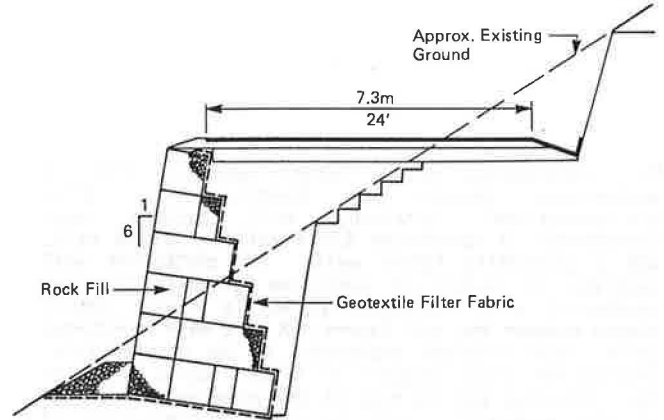 Approx. Existing
Ground
7.3m
24'
1
6
Rock Fill
Geotextile Filter Fabric